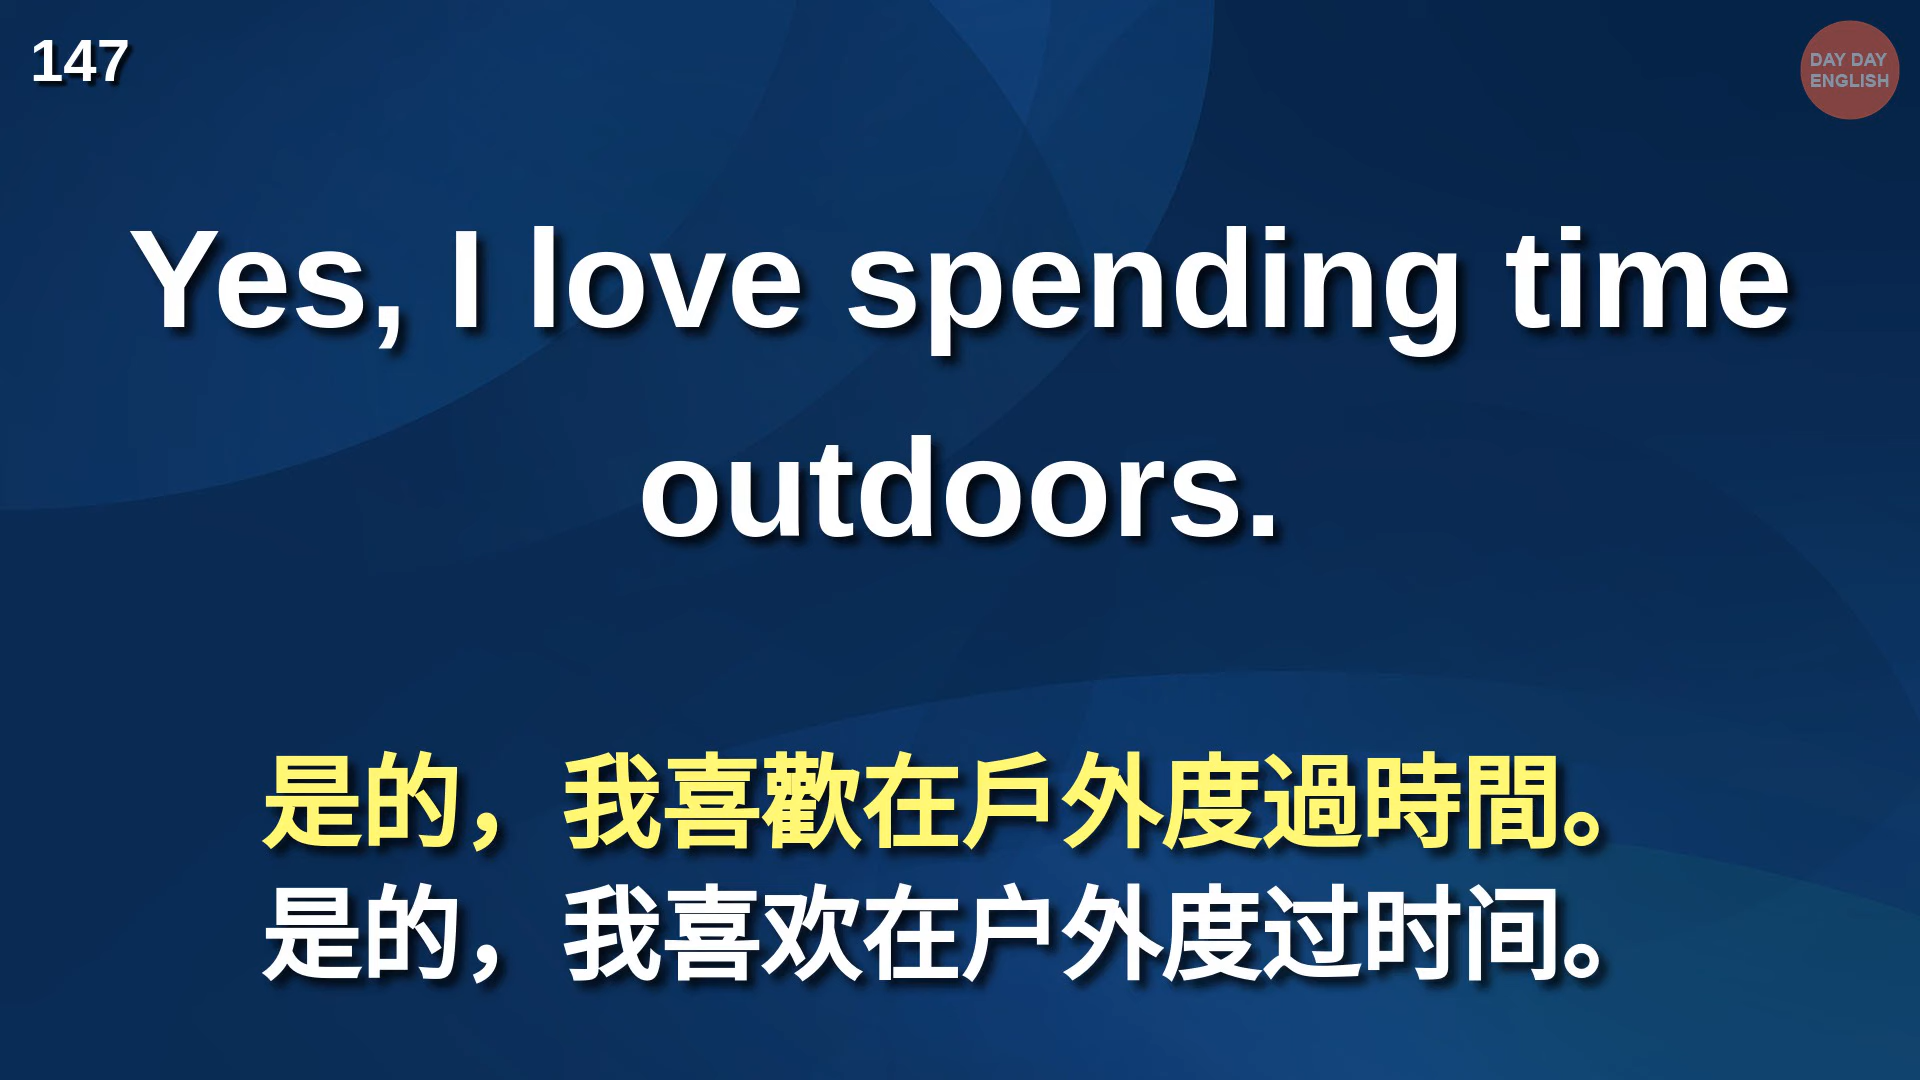 147
DAY DAY
ENGLISH
Yes, I love spending time
outdoors.
是的，我喜歡在戶外度過時間。
是的，我喜欢在户外度过时间。